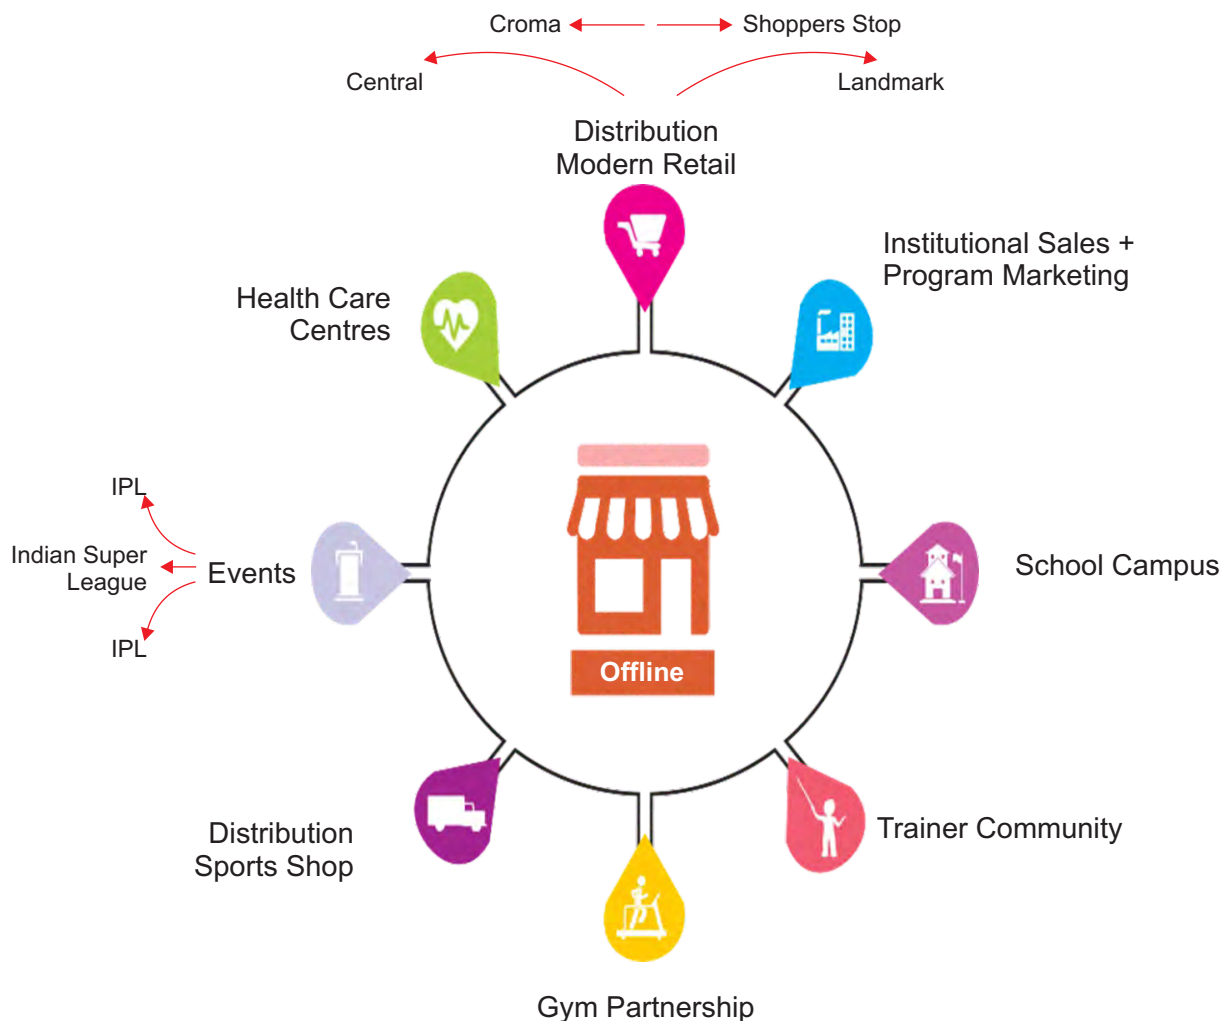 Croma
Shoppers Stop
Central
Landmark
Distribution
Modern Retail
Institutional Sales +
Program Marketing
Health Care
Centres
IPL
Indian Super
League
Events
IPL
School Campus
Offline
Distribution
Sports Shop
Trainer Community
Gym Partnership